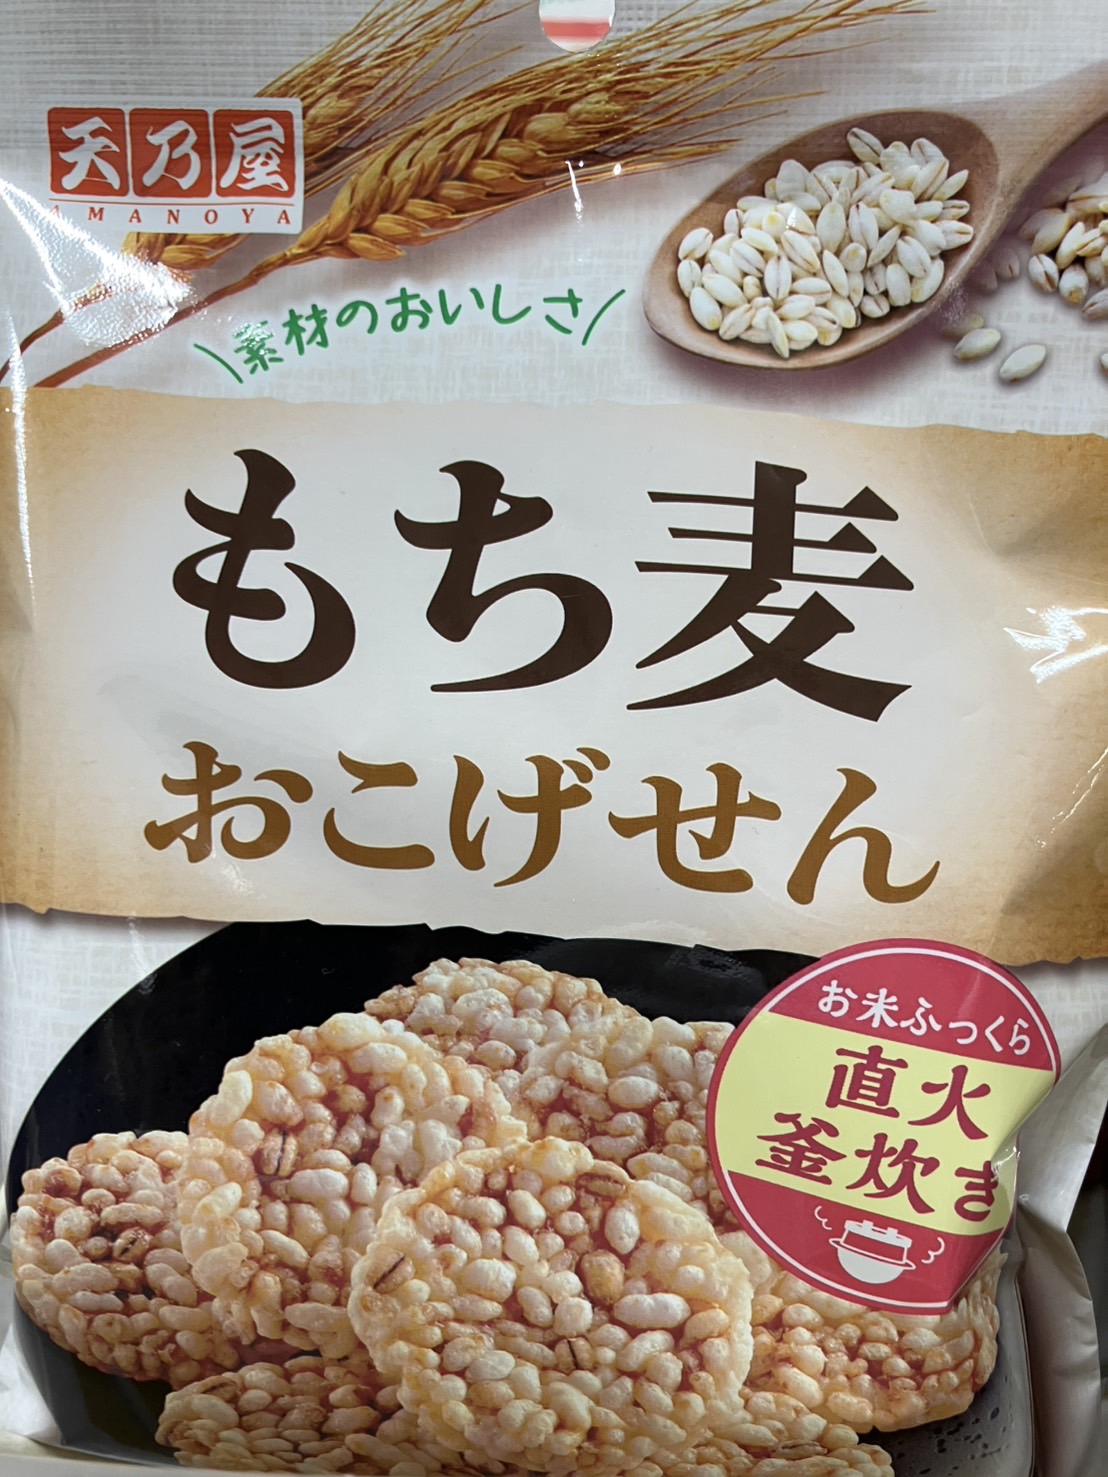 天乃屋
AMANOYA
素材のおいしさ
もち麦
おこげせん
お米ふっくら
直火
釜炊き